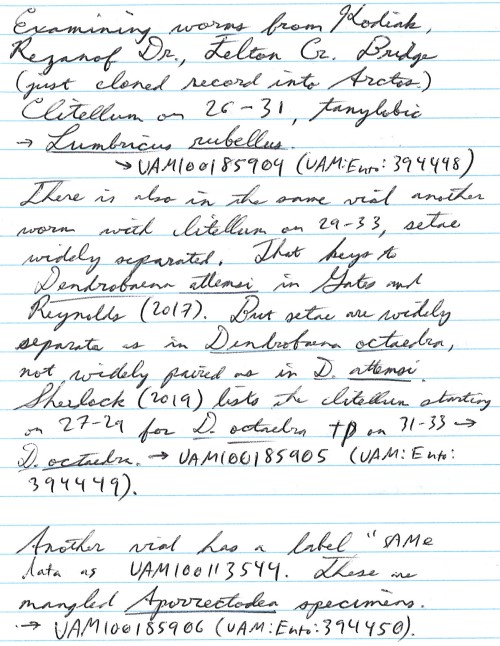 Examining worms from Kodiak,
Rezanof Dr., Felton Cr. Bridge
(just cloned record into Arctos.)
Clitellum on 26-31, tanylobic
→ Lumbricus rubellus.
→ UAM100185904 (UAM:Ento:394448)
There is also in the same vial another
worm with clitellum on 29-33, setae
widely separated. That keys to
Dendrobaena attemsi in Gates and
Reynolds (2017). But setae are widely
separate as in Dendrobaena octaedra,
not widely paired as in D. attemsi.
Sherlock (2019) lists the clitellum starting
on 27-29 for D. octaedra tp on 31-33 →
D. octaedra. → UAM100185905 (UAM:Ento:
394449).
Another vial has a label "SAMe
data as UAM100113544. These are
mangled Aporrectodea specimens.
→ UAM100185906 (UAM:Ento:394450).